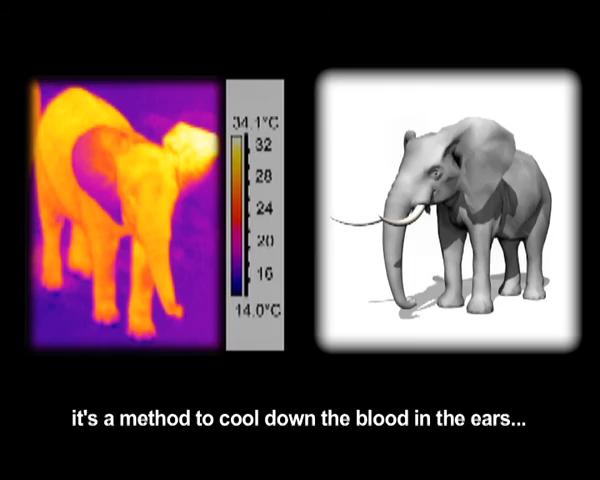 34.1°C
32
28
24
20
16
14.0°C
it's a method to cool down the blood in the ears...